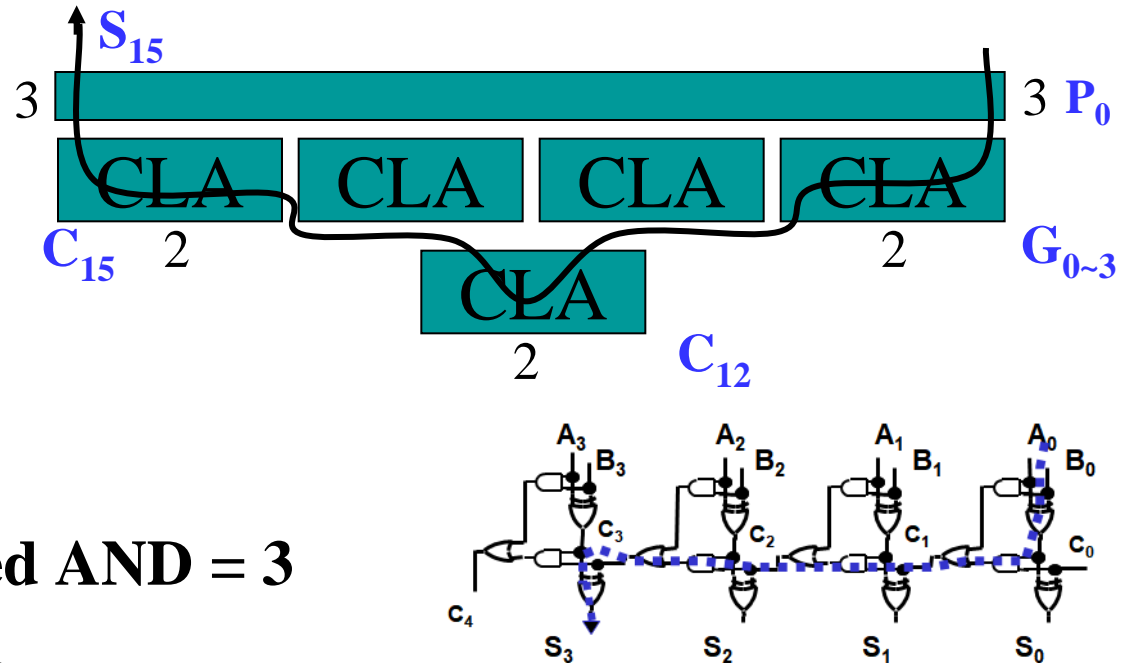 S15
3 3 P0
CLA CLA CLA CLA
C15 2 2 G0~3
CLA
2 C12
A3 A2 A1 A0
B3 B2 B1 B0
C3 C2 C1 C0
ed AND = 3
C4
S3 S2 S1 S0